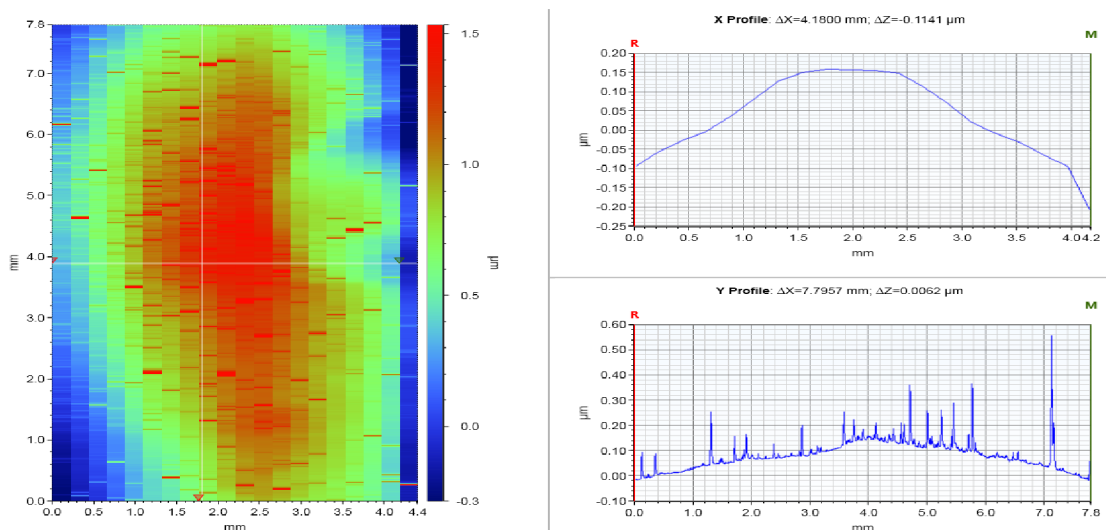 7.8
7.0
6.0
5.0
4.0
3.0
2.0
1.0
0.0
mm
0.0 0.5 1.0 1.5 2.0 2.5 3.0 3.5 4.0 4.4
mm
1.5
1.0
0.5
0.0
-0.3
µm
X Profile: ΔX=4.1800 mm; ΔZ=-0.1141 µm
R
M
0.20
0.15
0.10
0.05
0.00
-0.05
-0.10
-0.15
-0.20
-0.25
µm
0.0 0.5 1.0 1.5 2.0 2.5 3.0 3.5 4.0 4.2
mm
Y Profile: ΔX=7.7957 mm; ΔZ=0.0062 µm
R
M
0.60
0.50
0.40
0.30
0.20
0.10
0.00
-0.10
µm
0.0 1.0 2.0 3.0 4.0 5.0 6.0 7.0 7.8
mm